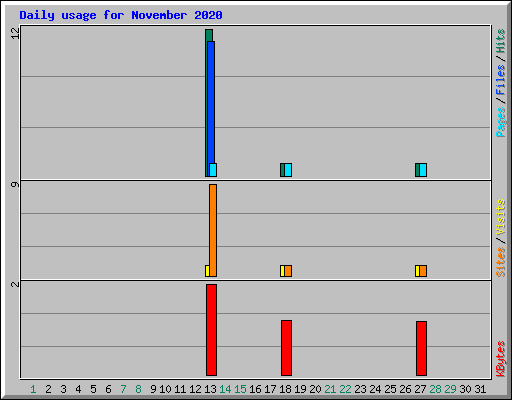 Daily usage for November 2020
12
Pages / Files / Hits
9
Sites / Visits
2
KBytes
1 2 3 4 5 6 7 8 9 10 11 12 13 14 15 16 17 18 19 20 21 22 23 24 25 26 27 28 29 30 31